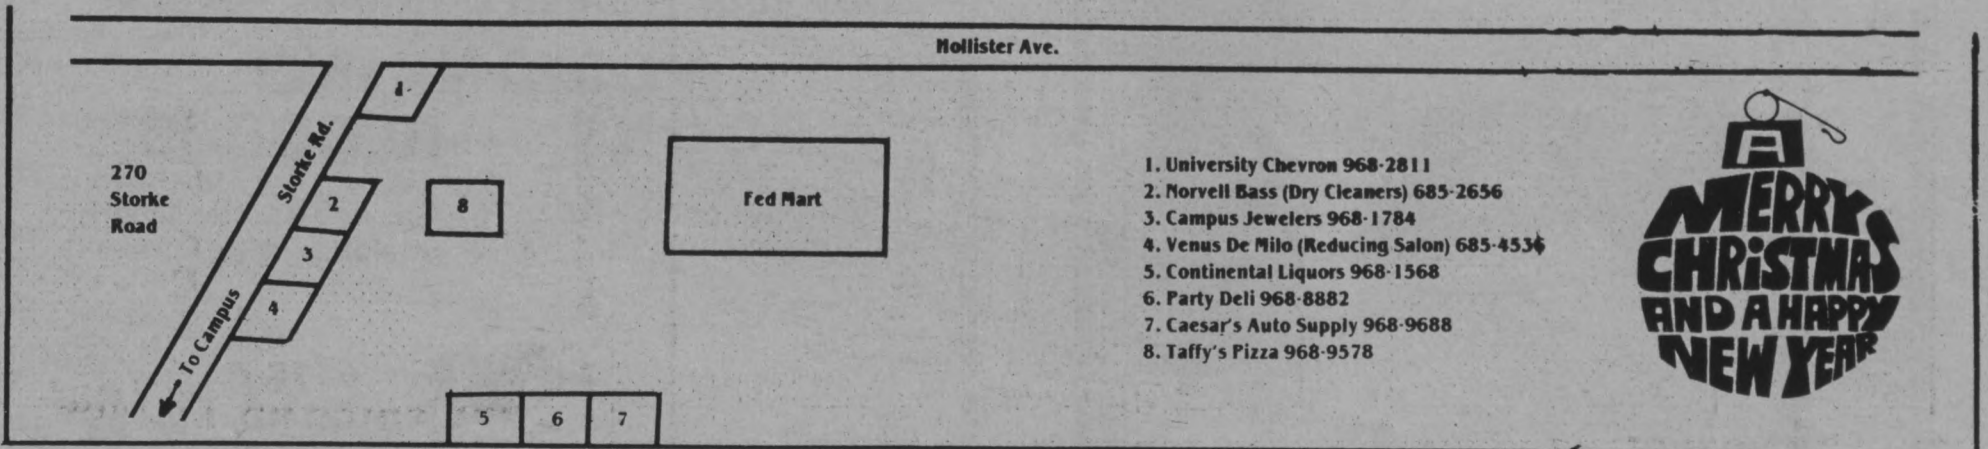 Hollister Ave.
1
Storke Rd.
270
Storke
Road
2
8
Fed Mart
3
4
To Campus
5 6 7
1. University Chevron 968-2811
2. Norvell Bass (Dry Cleaners) 685-2656
3. Campus Jewelers 968-1784
4. Venus De Milo (Reducing Salon) 685-4536
5. Continental Liquors 968-1568
6. Party Deli 968-8882
7. Caesar's Auto Supply 968-9688
8. Taffy's Pizza 968-9578
A
MERRY
CHRiSTMAS
AND A HAPPY
NEW YEAR